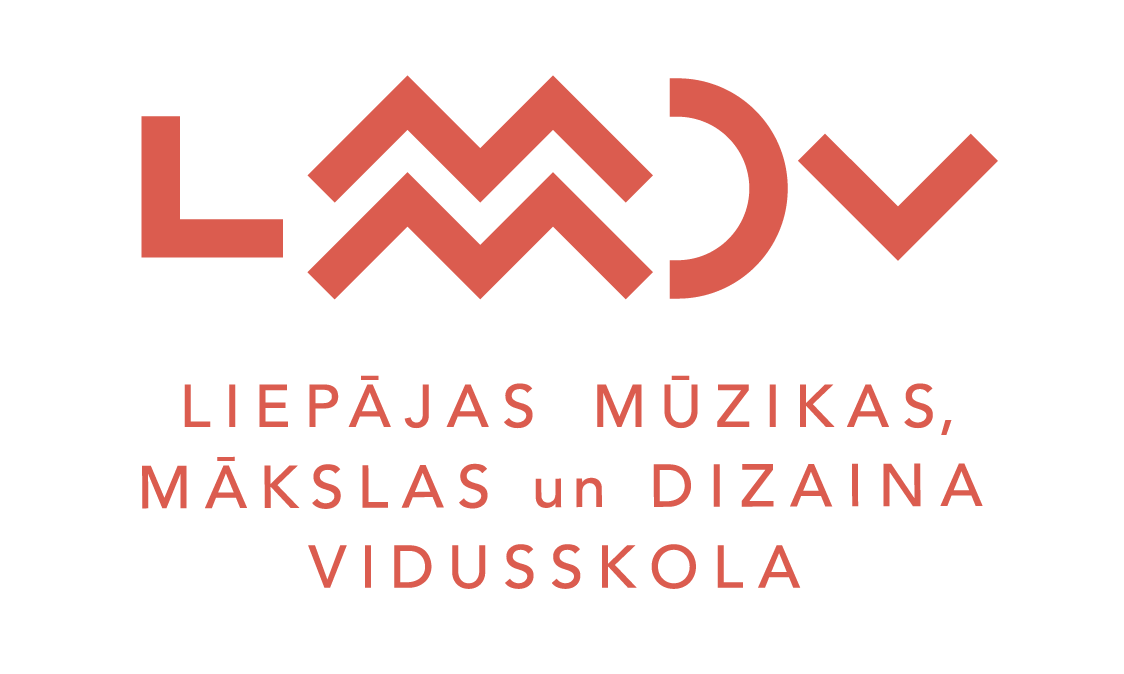 LMMDV
LIEPĀJAS MŪZIKAS,
MĀKSLAS un DIZAINA
VIDUSSKOLA